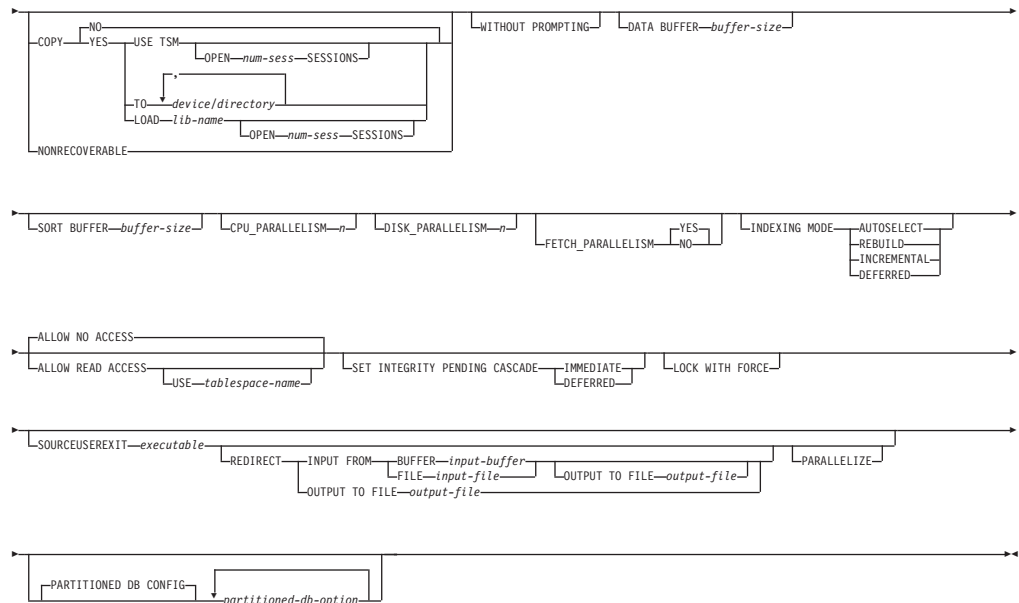 NO
WITHOUT PROMPTING DATA BUFFER buffer-size
COPY YES USE TSM
OPEN num-sess SESSIONS
,
TO device/directory
LOAD lib-name
OPEN num-sess SESSIONS
NONRECOVERABLE
SORT BUFFER buffer-size CPU_PARALLELISM n DISK_PARALLELISM n YES INDEXING MODE AUTOSELECT
FETCH_PARALLELISM NO REBUILD
INCREMENTAL
DEFERRED
ALLOW NO ACCESS
ALLOW READ ACCESS SET INTEGRITY PENDING CASCADE IMMEDIATE LOCK WITH FORCE
USE tablespace-name DEFERRED
SOURCEUSEREXIT executable
REDIRECT INPUT FROM BUFFER input-buffer PARALLELIZE
FILE input-file OUTPUT TO FILE output-file
OUTPUT TO FILE output-file
PARTITIONED DB CONFIG
partitioned-db-option